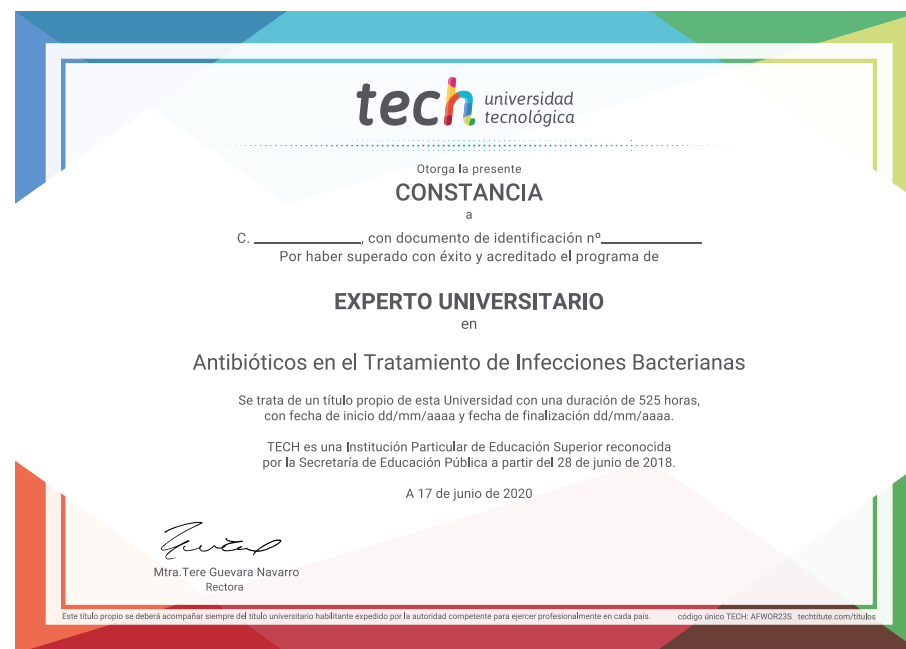 tech universidad
tecnológica
Otorga la presente
CONSTANCIA
a
C. ____________, con documento de identificación nº____________
Por haber superado con éxito y acreditado el programa de
EXPERTO UNIVERSITARIO
en
Antibióticos en el Tratamiento de Infecciones Bacterianas
Se trata de un título propio de esta Universidad con una duración de 525 horas,
con fecha de inicio dd/mm/aaaa y fecha de finalización dd/mm/aaaa.
TECH es una Institución Particular de Educación Superior reconocida
por la Secretaría de Educación Pública a partir del 28 de junio de 2018.
A 17 de junio de 2020
Mtra.Tere Guevara Navarro
Rectora
Este título propio se deberá acompañar siempre del título universitario habilitante expedido por la autoridad competente para ejercer profesionalmente en cada país. código único TECH: AFWOR23S techtitute.com/titulos